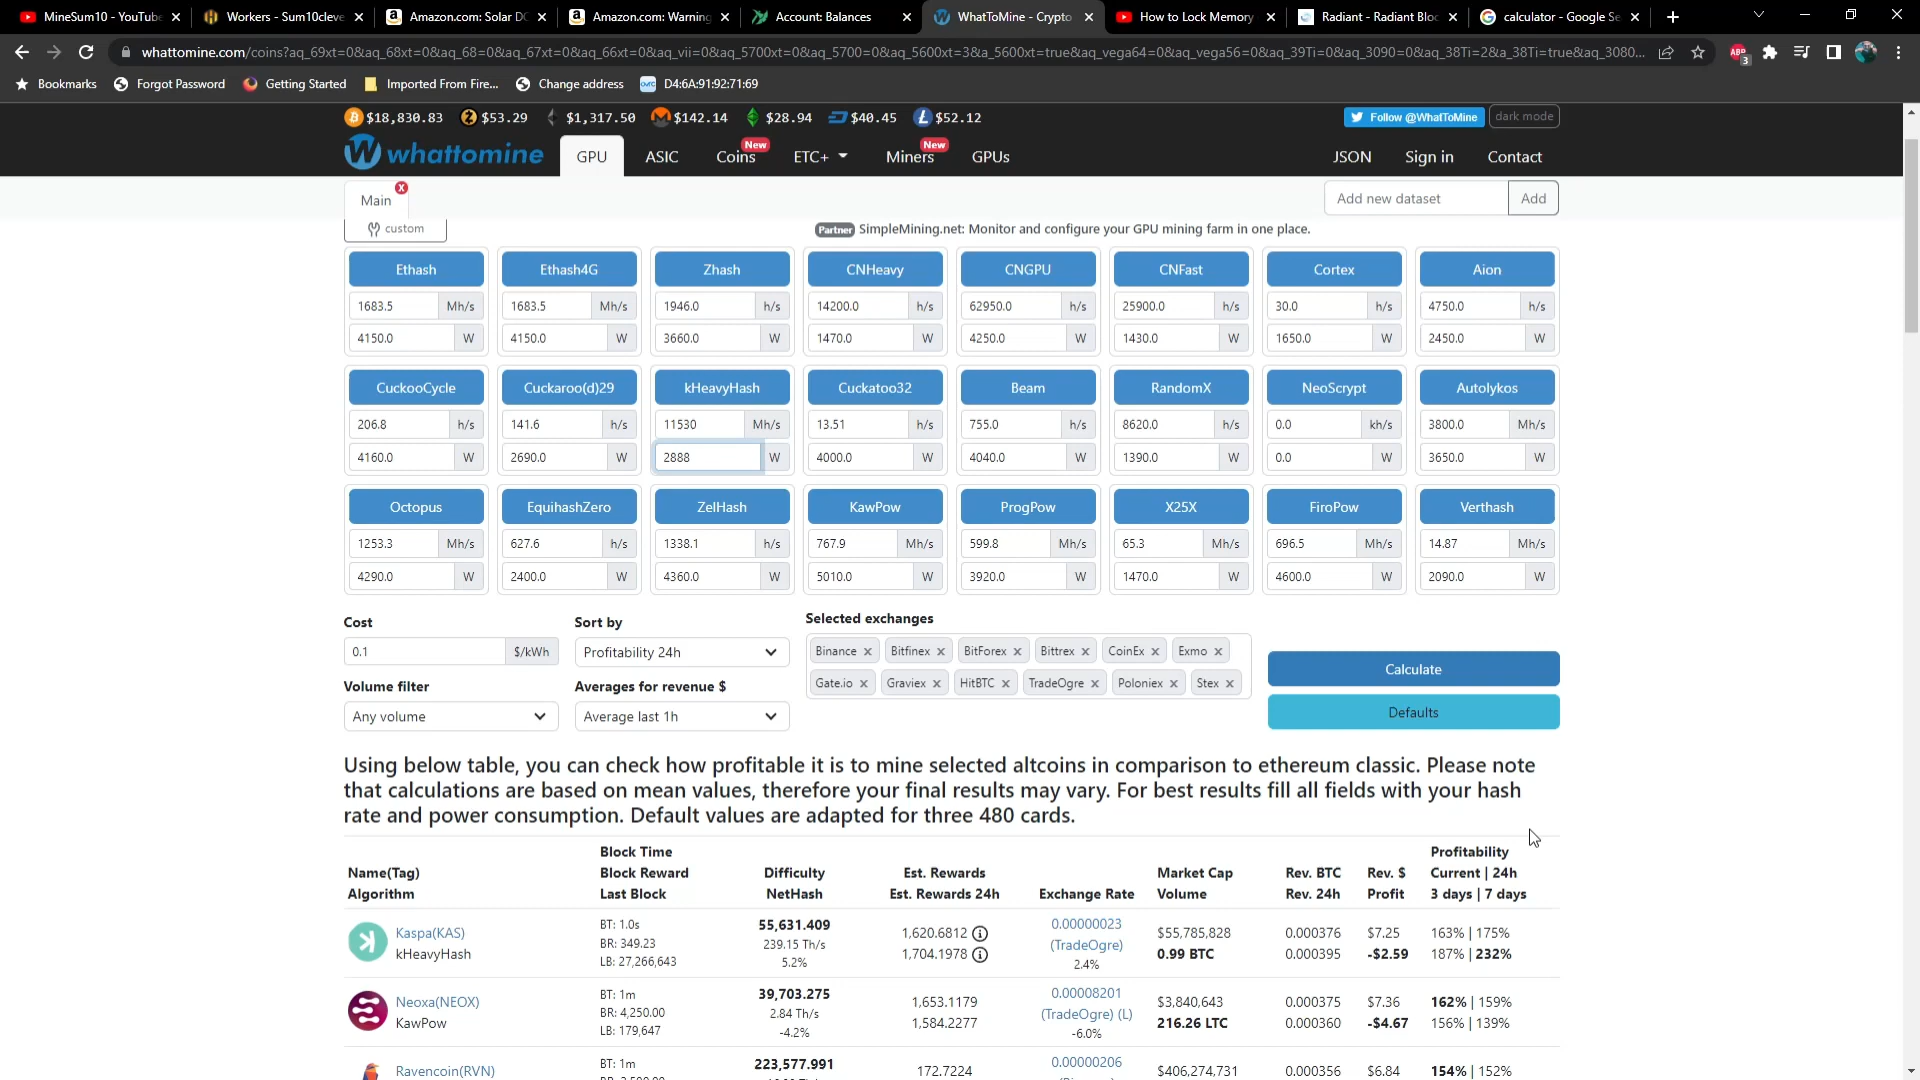 MineSum10 - YouTub
Workers - Sum10cleve
Amazon.com: Solar DC
Amazon.com: Warning
Account: Balances
WhatToMine - Crypto
How to Lock Memory
Radiant - Radiant Bloc
calculator - Google Se
whattomine.com/coins?aq_69xt=0&aq_68xt=0&aq_68=0&aq_67xt=0&aq_66xt=0&aq_vii=0&aq_5700xt=0&aq_5700=0&aq_5600xt=3&a_5600xt=true&aq_vega64=0&aq_vega56=0&aq_39Ti=0&aq_3090=0&aq_38Ti=2&a_38Ti=true&aq_3080...
ABP 3
Bookmarks Forgot Password Getting Started Imported From Fire... Change address D4:6A:91:92:71:69
$18,830.83 $53.29 $1,317.50 $142.14 $28.94 $40.45 $52.12 Follow @WhatToMine dark mode
whattomine GPU ASIC Coins New ETC+ Miners New GPUs JSON Sign in Contact
Main x Add new dataset Add
custom Partner SimpleMining.net: Monitor and configure your GPU mining farm in one place.
Ethash Ethash4G Zhash CNHeavy CNGPU CNFast Cortex Aion
1683.5 Mh/s 1683.5 Mh/s 1946.0 h/s 14200.0 h/s 62950.0 h/s 25900.0 h/s 30.0 h/s 4750.0 h/s
4150.0 W 4150.0 W 3660.0 W 1470.0 W 4250.0 W 1430.0 W 1650.0 W 2450.0 W
CuckooCycle Cuckaroo(d)29 kHeavyHash Cuckatoo32 Beam RandomX NeoScrypt Autolykos
206.8 h/s 141.6 h/s 11530 Mh/s 13.51 h/s 755.0 h/s 8620.0 h/s 0.0 kh/s 3800.0 Mh/s
4160.0 W 2690.0 W 2888 W 4000.0 W 4040.0 W 1390.0 W 0.0 W 3650.0 W
Octopus EquihashZero ZelHash KawPow ProgPow X25X FiroPow Verthash
1253.3 Mh/s 627.6 h/s 1338.1 h/s 767.9 Mh/s 599.8 Mh/s 65.3 Mh/s 696.5 Mh/s 14.87 Mh/s
4290.0 W 2400.0 W 4360.0 W 5010.0 W 3920.0 W 1470.0 W 4600.0 W 2090.0 W
Cost Sort by Selected exchanges
0.1 $/kWh Profitability 24h Binance × Bitfinex × BitForex × Bittrex × CoinEx × Exmo ×
Gate.io × Graviex × HitBTC × TradeOgre × Poloniex × Stex ×
Calculate
Volume filter Averages for revenue $
Any volume Average last 1h Defaults
Using below table, you can check how profitable it is to mine selected altcoins in comparison to ethereum classic. Please note
that calculations are based on mean values, therefore your final results may vary. For best results fill all fields with your hash
rate and power consumption. Default values are adapted for three 480 cards.
Block Time Profitability
Name(Tag) Block Reward Difficulty Est. Rewards Market Cap Rev. BTC Rev. $ Current | 24h
Algorithm Last Block NetHash Est. Rewards 24h Exchange Rate Volume Rev. 24h Profit 3 days | 7 days
BT: 1.0s 55,631.409 0.00000023
Kaspa(KAS) 1,620.6812 $55,785,828 0.000376 $7.25 163% | 175%
BR: 349.23 239.15 Th/s (TradeOgre)
kHeavyHash 1,704.1978 0.99 BTC 0.000395 -$2.59 187% | 232%
LB: 27,266,643 5.2% 2.4%
BT: 1m 39,703.275 0.00008201
Neoxa(NEOX) 1,653.1179 $3,840,643 0.000375 $7.36 162% | 159%
BR: 4,250.00 2.84 Th/s (TradeOgre) (L)
KawPow 1,584.2277 216.26 LTC 0.000360 -$4.67 156% | 139%
LB: 179,647 -4.2% -6.0%
BT: 1m 223,577.991 0.00000206
Ravencoin(RVN) 172.7224 $406,274,731 0.000356 $6.84 154% | 152%